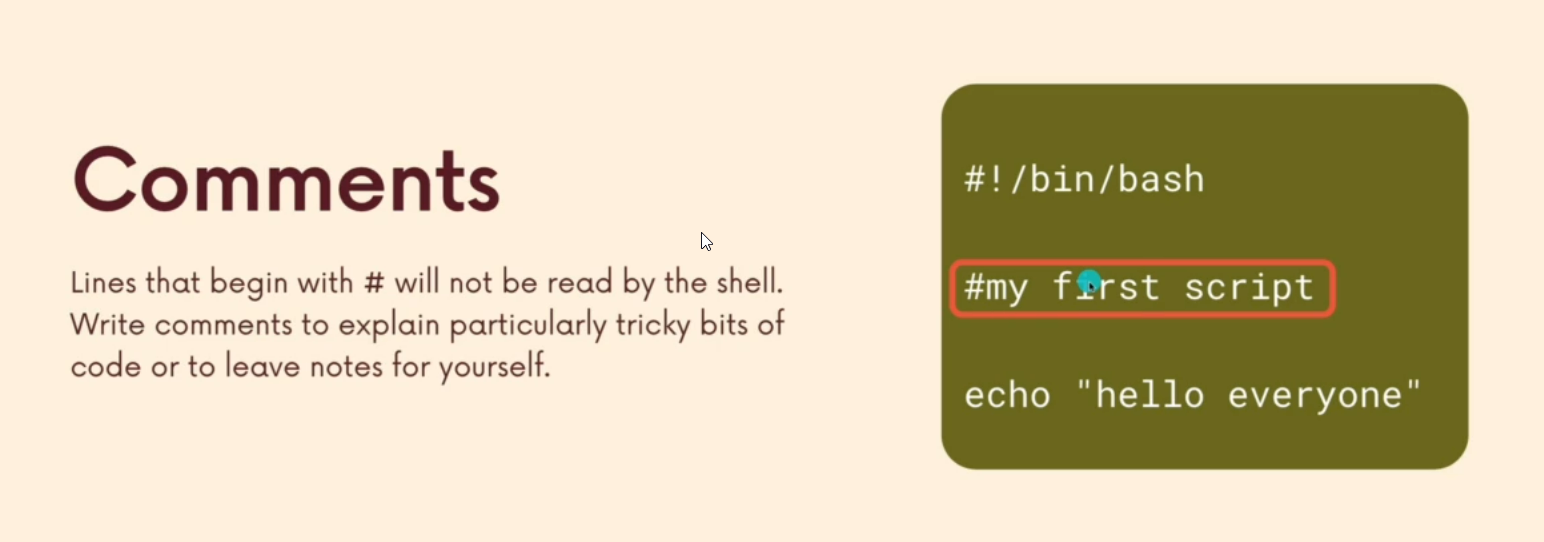 Comments
Lines that begin with # will not be read by the shell.
Write comments to explain particularly tricky bits of
code or to leave notes for yourself.
#!/bin/bash
#my first script
echo "hello everyone"